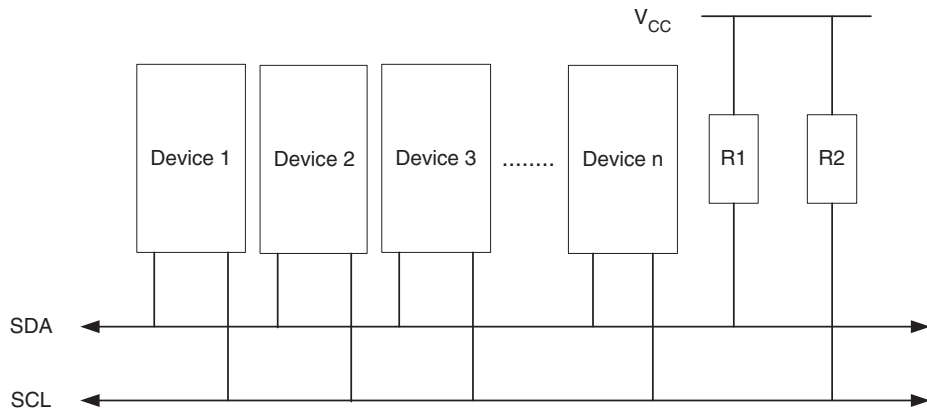 VCC
Device 1
Device 2
Device 3
........
Device n
R1
R2
SDA
SCL